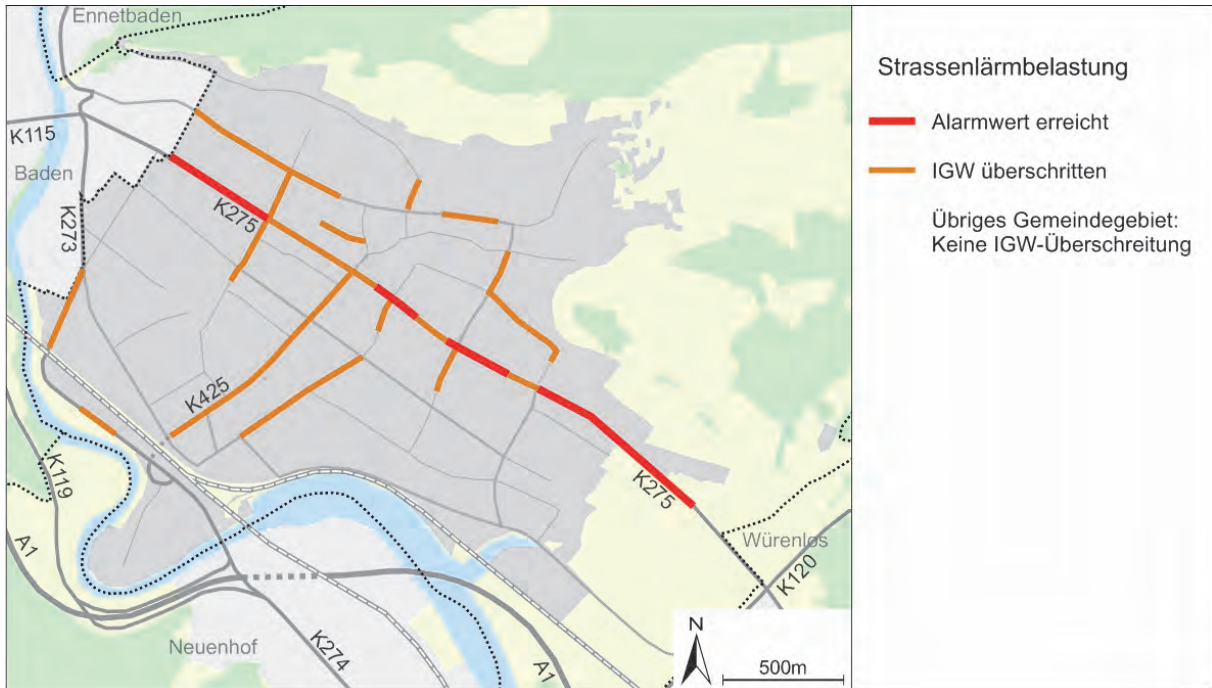 Ennetbaden
K115
Baden
K273
K275
K425
K119
A1
K275
Würenlos
K120
Neuenhof
K274
A1
N
500m
Strassenlärmbelastung
Alarmwert erreicht
IGW überschritten
Übriges Gemeindegebiet:
Keine IGW-Überschreitung